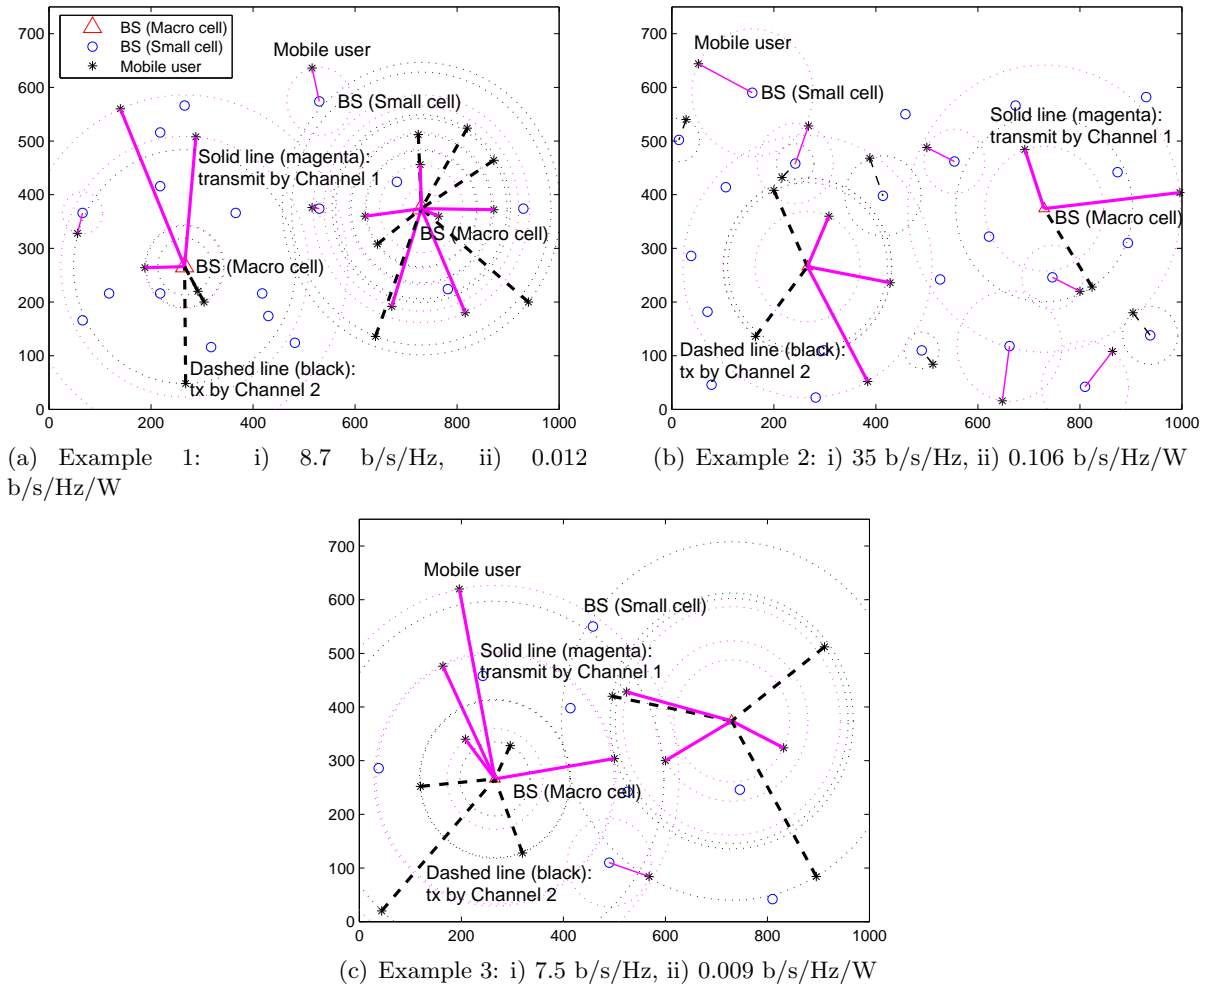 BS (Macro cell)
BS (Small cell)
Mobile user
Mobile user
BS (Small cell)
Solid line (magenta):
transmit by Channel 1
BS (Macro cell)
BS (Macro cell)
Dashed line (black):
tx by Channel 2
700
600
500
400
300
200
100
0
0 200 400 600 800 1000
(a) Example 1: i) 8.7 b/s/Hz, ii) 0.012
b/s/Hz/W
Mobile user
BS (Small cell)
Solid line (magenta):
transmit by Channel 1
BS (Macro cell)
Dashed line (black):
tx by Channel 2
700
600
500
400
300
200
100
0
0 200 400 600 800 1000
(b) Example 2: i) 35 b/s/Hz, ii) 0.106 b/s/Hz/W
Mobile user
BS (Small cell)
Solid line (magenta):
transmit by Channel 1
BS (Macro cell)
Dashed line (black):
tx by Channel 2
700
600
500
400
300
200
100
0
0 200 400 600 800 1000
(c) Example 3: i) 7.5 b/s/Hz, ii) 0.009 b/s/Hz/W